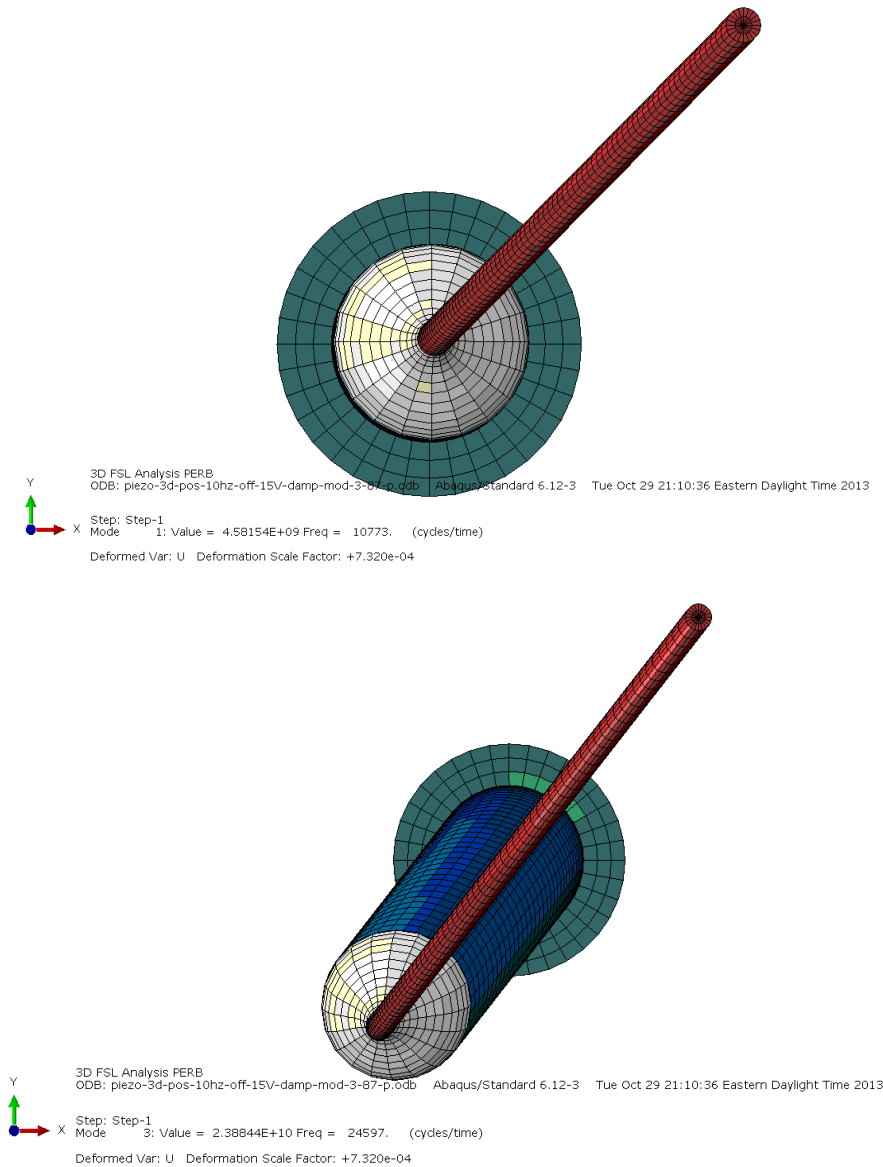 3D FSL Analysis PERB
ODB: piezo-3d-pos-10hz-off-15V-damp-mod-3-87-p.odb Abaqus/Standard 6.12-3 Tue Oct 29 21:10:36 Eastern Daylight Time 2013
Y
X
Step: Step-1
Mode 1: Value = 4.58154E+09 Freq = 10773. (cycles/time)
Deformed Var: U Deformation Scale Factor: +7.320e-04
3D FSL Analysis PERB
ODB: piezo-3d-pos-10hz-off-15V-damp-mod-3-87-p.odb Abaqus/Standard 6.12-3 Tue Oct 29 21:10:36 Eastern Daylight Time 2013
Y
X
Step: Step-1
Mode 3: Value = 2.38844E+10 Freq = 24597. (cycles/time)
Deformed Var: U Deformation Scale Factor: +7.320e-04